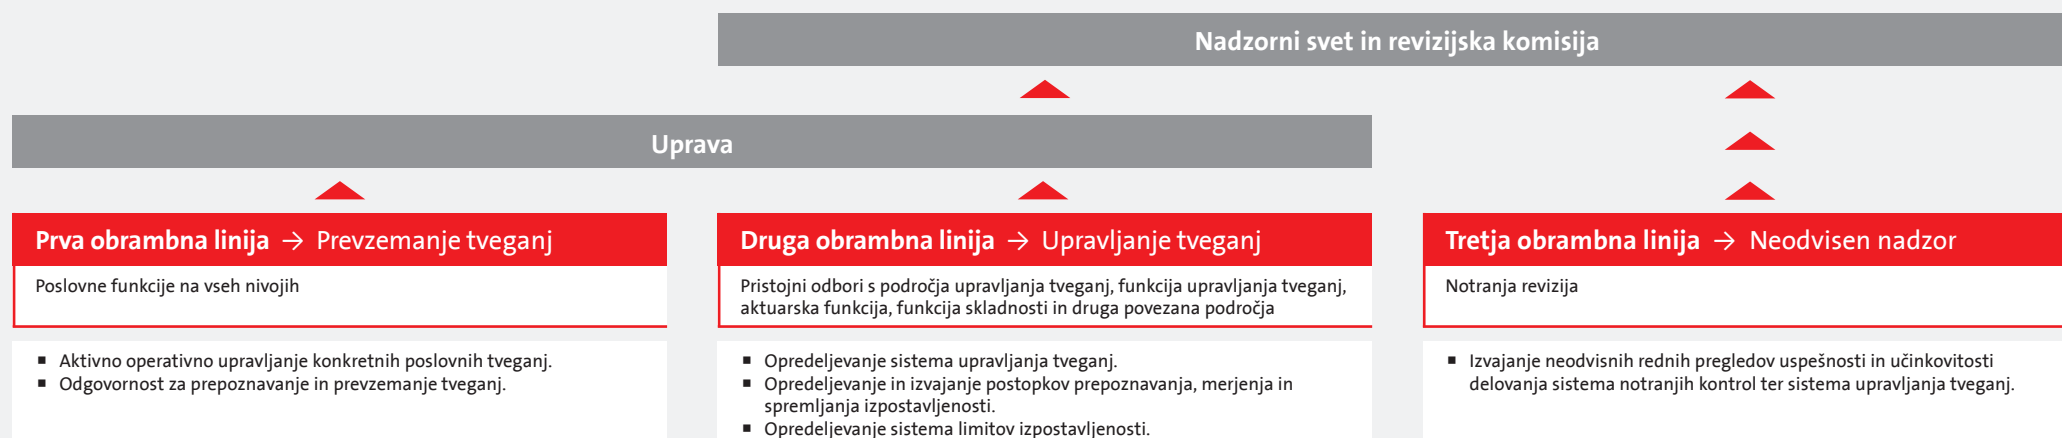 Nadzorni svet in revizijska komisija
Uprava
Prva obrambna linija → Prevzemanje tveganj
Poslovne funkcije na vseh nivojih
▪ Aktivno operativno upravljanje konkretnih poslovnih tveganj.
▪ Odgovornost za prepoznavanje in prevzemanje tveganj.
Druga obrambna linija → Upravljanje tveganj
Pristojni odbori s področja upravljanja tveganj, funkcija upravljanja tveganj,
aktuarska funkcija, funkcija skladnosti in druga povezana področja
▪ Opredeljevanje sistema upravljanja tveganj.
▪ Opredeljevanje in izvajanje postopkov prepoznavanja, merjenja in
spremljanja izpostavljenosti.
▪ Opredeljevanje sistema limitov izpostavljenosti.
Tretja obrambna linija → Neodvisen nadzor
Notranja revizija
▪ Izvajanje neodvisnih rednih pregledov uspešnosti in učinkovitosti
delovanja sistema notranjih kontrol ter sistema upravljanja tveganj.